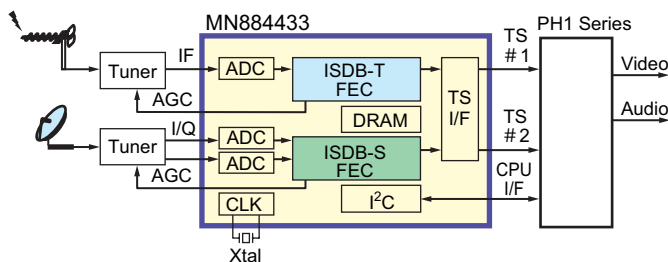 MN884433
PH1 Series
TS
#1
Tuner
IF
ADC
ISDB-T
FEC
TS
I/F
Video
AGC
DRAM
Audio
I/Q
Tuner
ADC
ADC
ISDB-S
FEC
TS
#2
AGC
CPU
I/F
CLK
I²C
Xtal